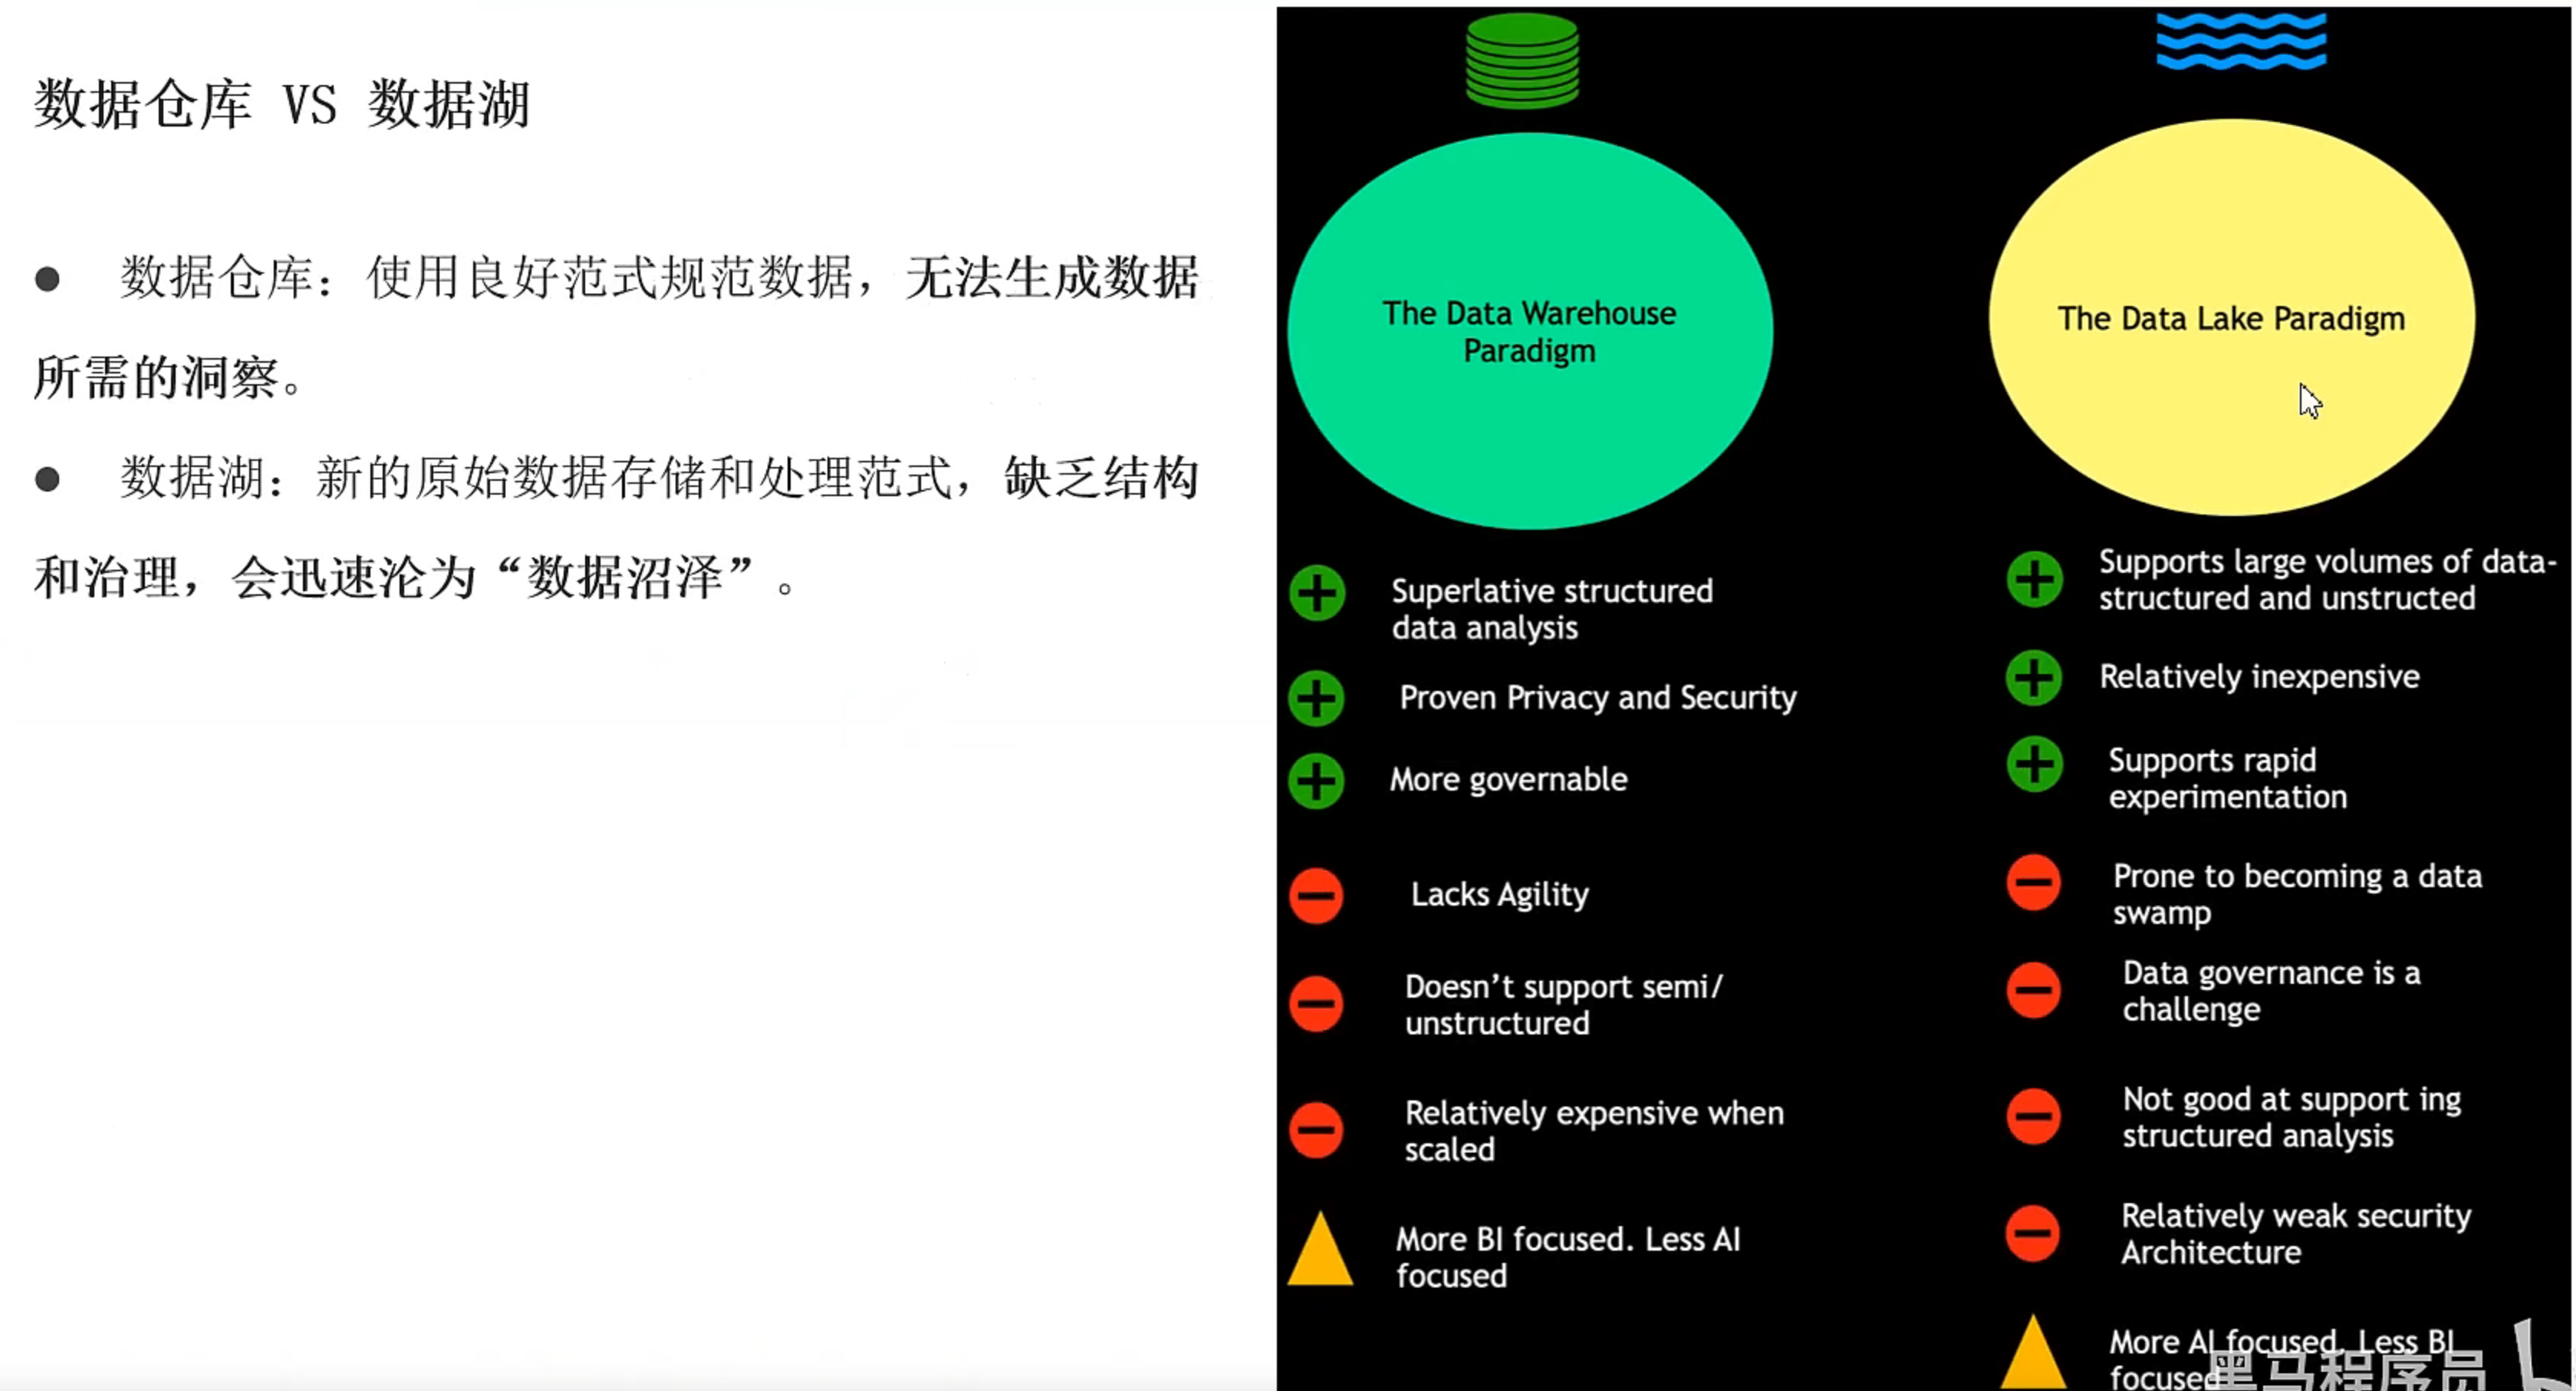 数据仓库 VS 数据湖
● 数据仓库：使用良好范式规范数据，无法生成数据
所需的洞察。
● 数据湖：新的原始数据存储和处理范式，缺乏结构
和治理，会迅速沦为“数据沼泽”。
The Data Warehouse
Paradigm
Superlative structured
data analysis
Proven Privacy and Security
More governable
Lacks Agility
Doesn’t support semi/
unstructured
Relatively expensive when
scaled
More BI focused. Less AI
focused
The Data Lake Paradigm
Supports large volumes of data-
structured and unstructed
Relatively inexpensive
Supports rapid
experimentation
Prone to becoming a data
swamp
Data governance is a
challenge
Not good at support ing
structured analysis
Relatively weak security
Architecture
More AI focused. Less BI
focused
黑马程序员